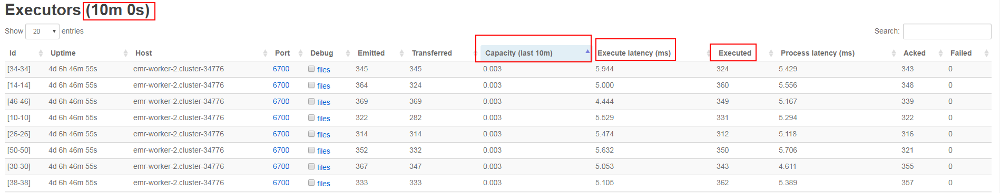 Executors (10m 0s)
Show 20 entries Search:
Id Uptime Host Port Debug Emitted Transferred Capacity (last 10m) Execute latency (ms) Executed Process latency (ms) Acked Failed
[34-34] 4d 6h 46m 55s emr-worker-2.cluster-34776 6700 files 345 345 0.003 5.944 324 5.429 343 0
[14-14] 4d 6h 46m 55s emr-worker-2.cluster-34776 6700 files 364 324 0.003 5.000 360 5.556 348 0
[46-46] 4d 6h 46m 55s emr-worker-2.cluster-34776 6700 files 369 369 0.003 4.444 349 5.167 339 0
[10-10] 4d 6h 46m 55s emr-worker-2.cluster-34776 6700 files 322 282 0.003 5.529 331 5.294 322 0
[26-26] 4d 6h 46m 55s emr-worker-2.cluster-34776 6700 files 314 314 0.003 5.474 312 5.118 316 0
[50-50] 4d 6h 46m 55s emr-worker-2.cluster-34776 6700 files 352 332 0.003 5.632 350 5.706 321 0
[30-30] 4d 6h 46m 55s emr-worker-2.cluster-34776 6700 files 367 347 0.003 5.053 343 4.611 355 0
[38-38] 4d 6h 46m 55s emr-worker-2.cluster-34776 6700 files 333 333 0.003 5.105 362 5.389 357 0